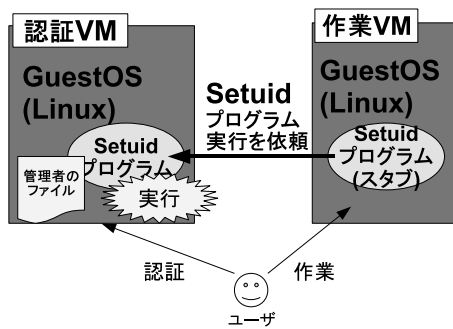 認証VM
GuestOS
(Linux)
Setuid
プログラム
管理者の
ファイル
実行
Setuid
プログラム
実行を依頼
作業VM
GuestOS
(Linux)
Setuid
プログラム
(スタブ)
認証
作業
ユーザ